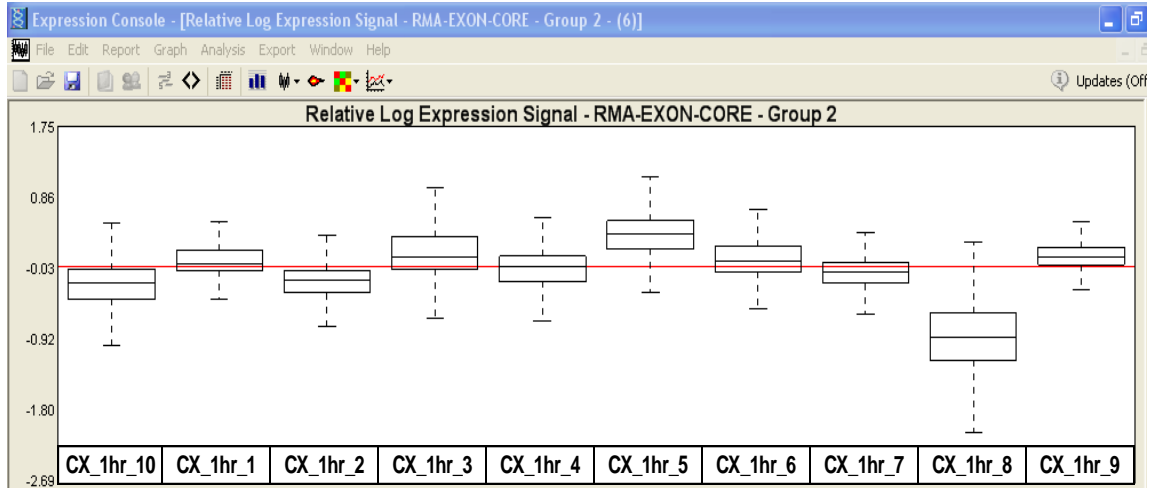 Expression Console - [Relative Log Expression Signal - RMA-EXON-CORE - Group 2 - (6)]
File Edit Report Graph Analysis Export Window Help
Updates (Off
Relative Log Expression Signal - RMA-EXON-CORE - Group 2
1.75
0.86
-0.03
-0.92
-1.80
-2.69
CX_1hr_10 CX_1hr_1 CX_1hr_2 CX_1hr_3 CX_1hr_4 CX_1hr_5 CX_1hr_6 CX_1hr_7 CX_1hr_8 CX_1hr_9